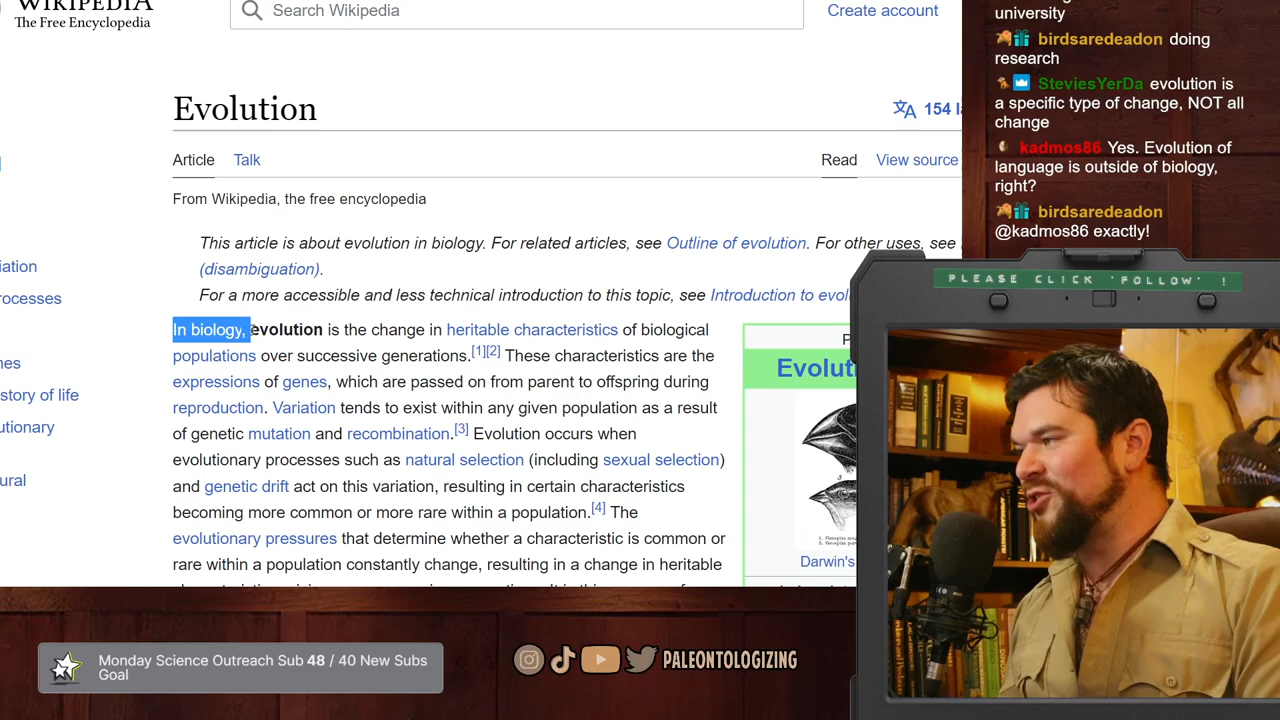 WIKIPEDIA
The Free Encyclopedia
Search Wikipedia
Create account
Evolution
154
Article
Talk
Read
View source
From Wikipedia, the free encyclopedia
This article is about evolution in biology. For related articles, see Outline of evolution. For other uses, see
(disambiguation).
For a more accessible and less technical introduction to this topic, see Introduction to evol
In biology, evolution is the change in heritable characteristics of biological
populations over successive generations.[1][2] These characteristics are the
expressions of genes, which are passed on from parent to offspring during
reproduction. Variation tends to exist within any given population as a result
of genetic mutation and recombination.[3] Evolution occurs when
evolutionary processes such as natural selection (including sexual selection)
and genetic drift act on this variation, resulting in certain characteristics
becoming more common or more rare within a population.[4] The
evolutionary pressures that determine whether a characteristic is common or
rare within a population constantly change, resulting in a change in heritable
iation
rocesses
nes
story of life
utionary
ural
P
Evoluti
Darwin's
university
birdsaredeadon doing
research
SteviesYerDa evolution is
a specific type of change, NOT all
change
kadmos86 Yes. Evolution of
language is outside of biology,
right?
birdsaredeadon
@kadmos86 exactly!
PLEASE CLICK 'FOLLOW' !
Monday Science Outreach Sub 48 / 40 New Subs
Goal
PALEONTOLOGIZING